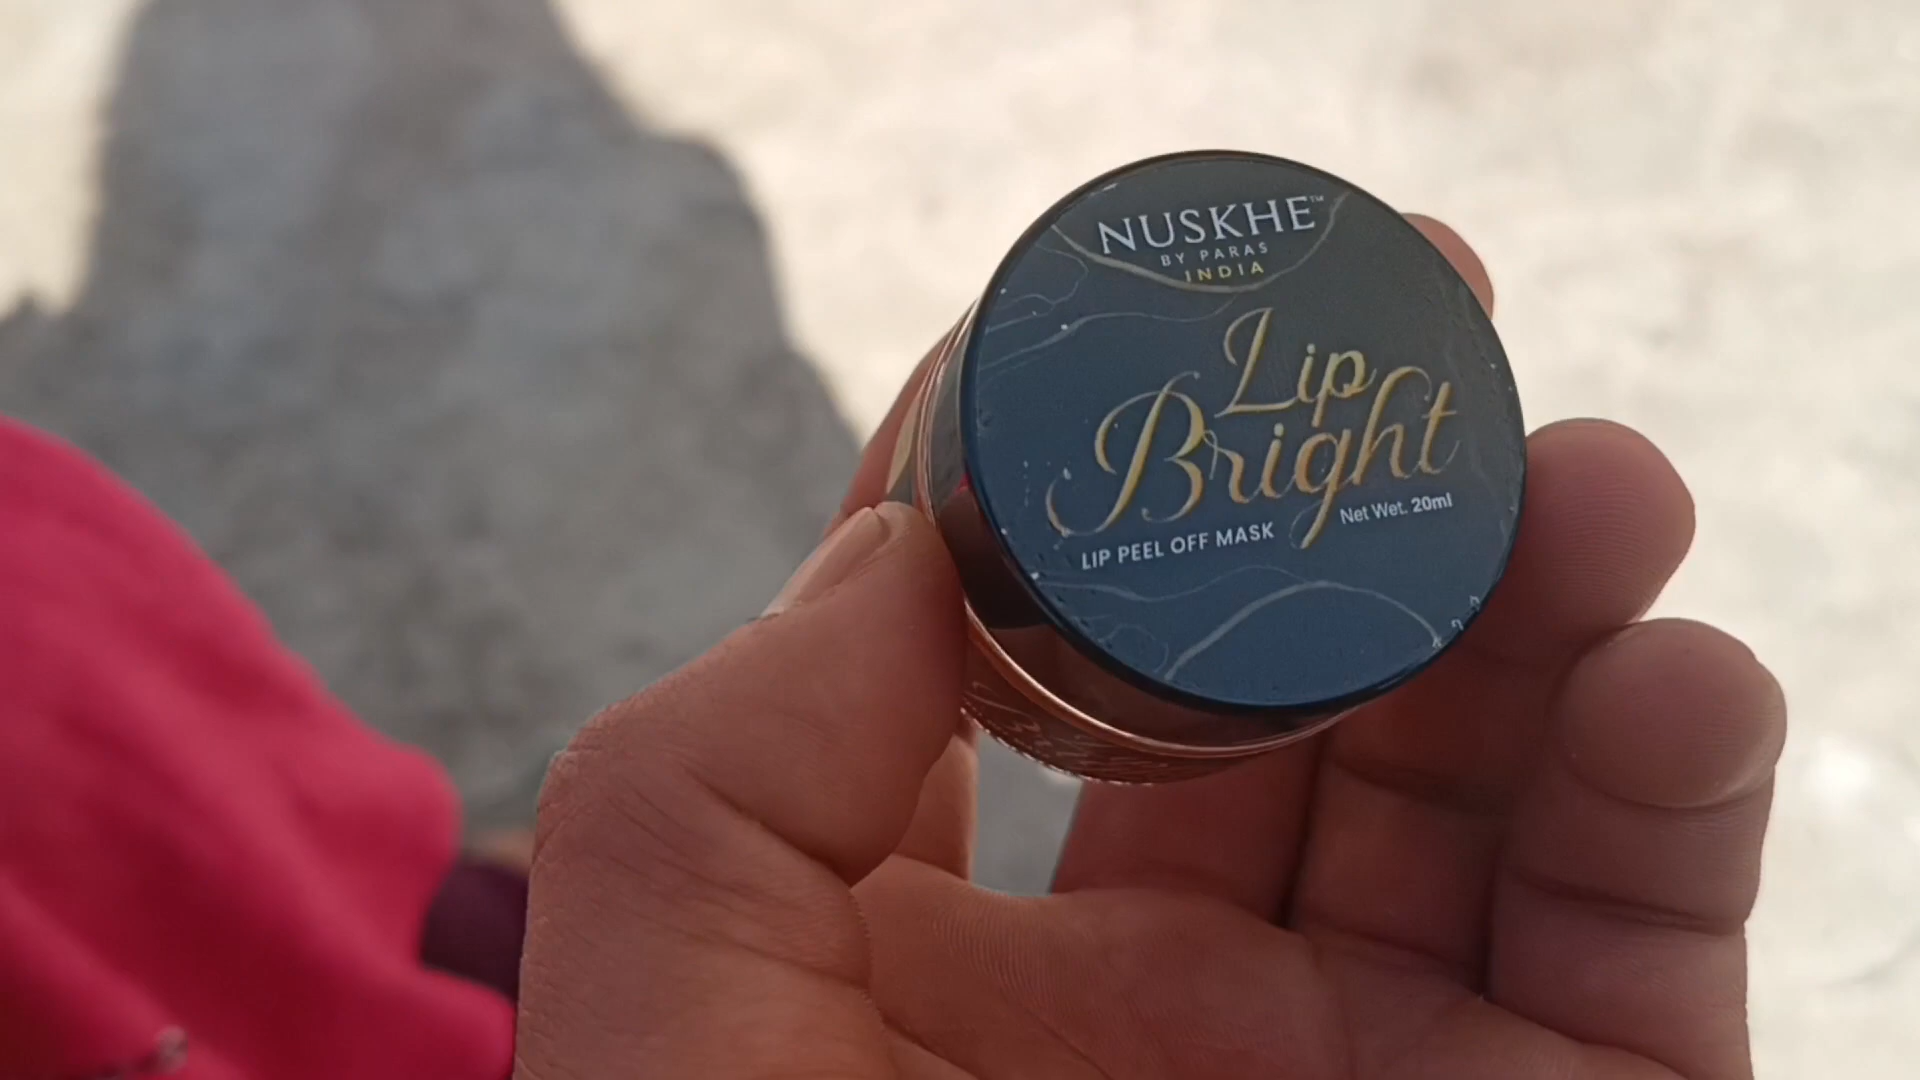 NUSKHE™
BY PARAS
INDIA
Lip
Bright
Net Wet. 20ml
LIP PEEL OFF MASK